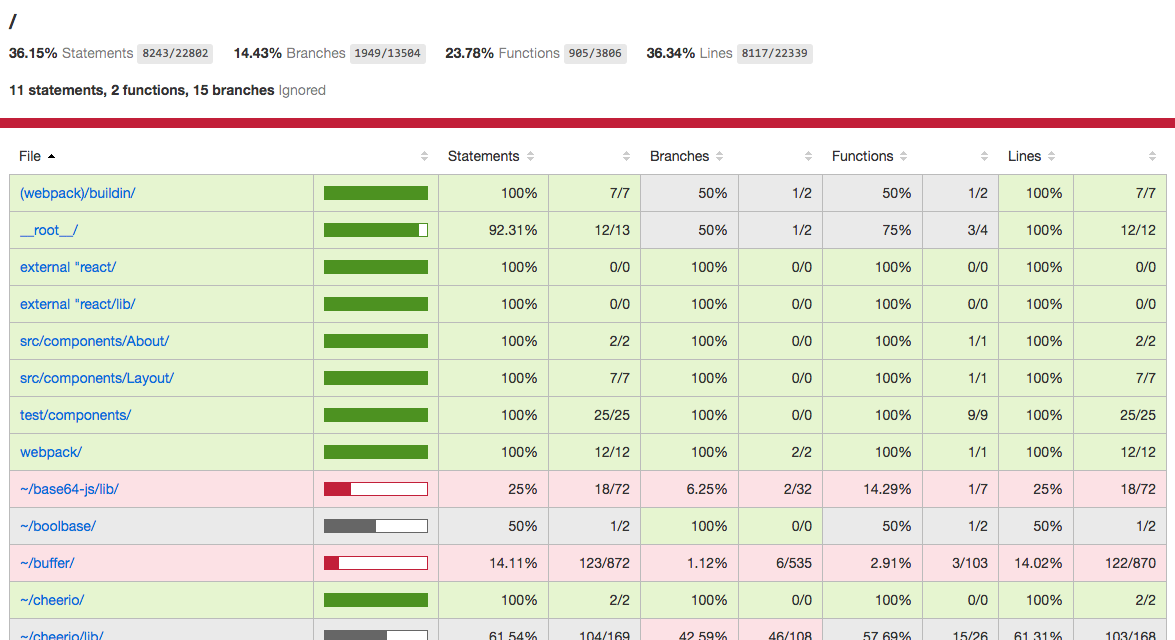 /
36.15% Statements 8243/22802 14.43% Branches 1949/13504 23.78% Functions 905/3806 36.34% Lines 8117/22339
11 statements, 2 functions, 15 branches Ignored
File Statements Branches Functions Lines
(webpack)/buildin/ 100% 7/7 50% 1/2 50% 1/2 100% 7/7
__root__/ 92.31% 12/13 50% 1/2 75% 3/4 100% 12/12
external "react/ 100% 0/0 100% 0/0 100% 0/0 100% 0/0
external "react/lib/ 100% 0/0 100% 0/0 100% 0/0 100% 0/0
src/components/About/ 100% 2/2 100% 0/0 100% 1/1 100% 2/2
src/components/Layout/ 100% 7/7 100% 0/0 100% 1/1 100% 7/7
test/components/ 100% 25/25 100% 0/0 100% 9/9 100% 25/25
webpack/ 100% 12/12 100% 2/2 100% 1/1 100% 12/12
~/base64-js/lib/ 25% 18/72 6.25% 2/32 14.29% 1/7 25% 18/72
~/boolbase/ 50% 1/2 100% 0/0 50% 1/2 50% 1/2
~/buffer/ 14.11% 123/872 1.12% 6/535 2.91% 3/103 14.02% 122/870
~/cheerio/ 100% 2/2 100% 0/0 100% 0/0 100% 2/2
~/cheerio/lib/ 61.54% 104/169 42.59% 46/108 57.69% 15/26 61.31% 103/168